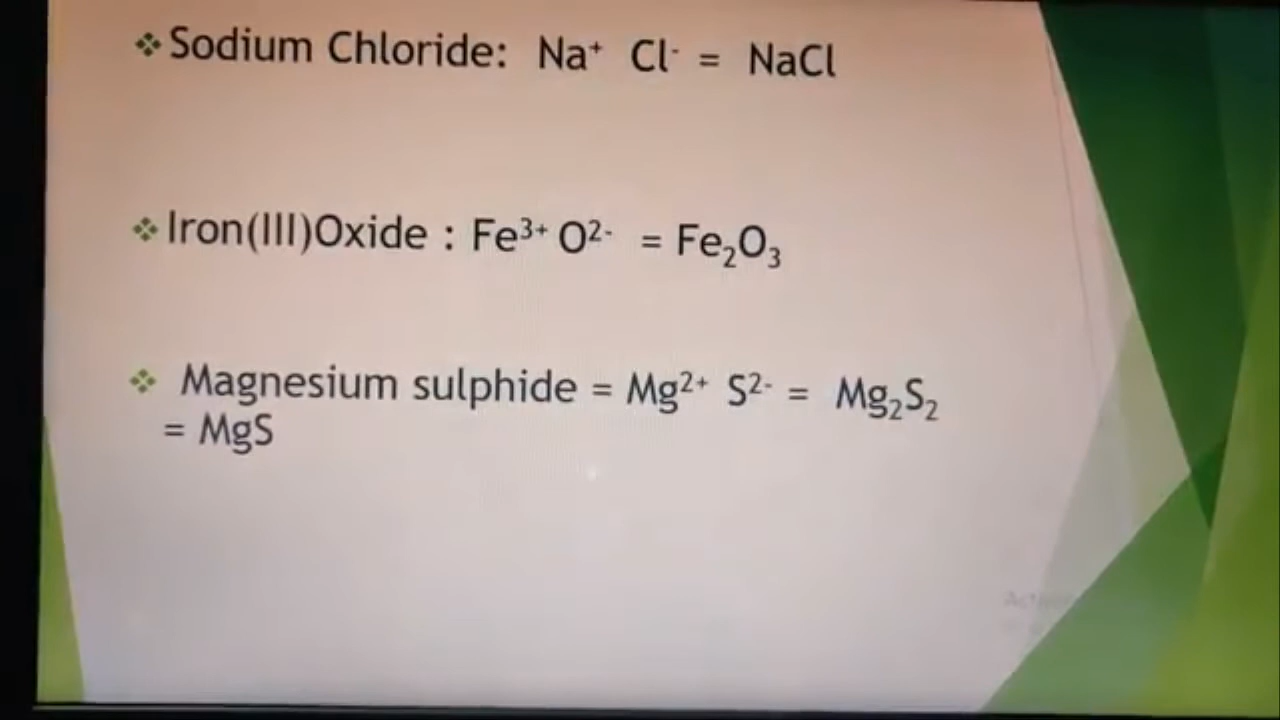 Sodium Chloride: Na⁺ Cl⁻ = NaCl
Iron(III)Oxide : Fe³⁺ O²⁻ = Fe₂O₃
Magnesium sulphide = Mg²⁺ S²⁻ = Mg₂S₂
= MgS